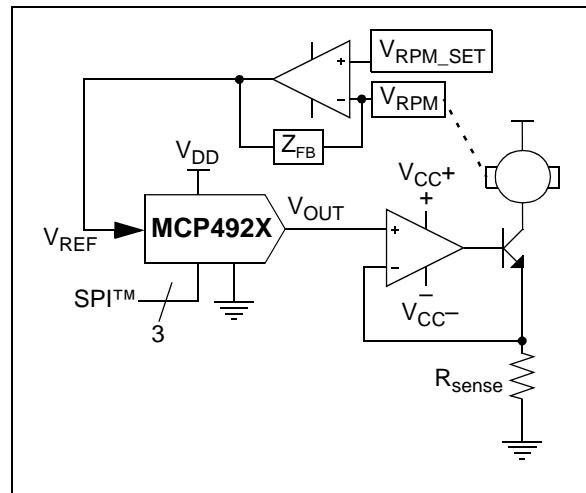 V_RPM_SET
V_RPM
Z_FB
V_DD
V_CC+
+
−
MCP492X
V_OUT
+
−
+
−
V_CC−
V_REF
SPI™
3
R_sense